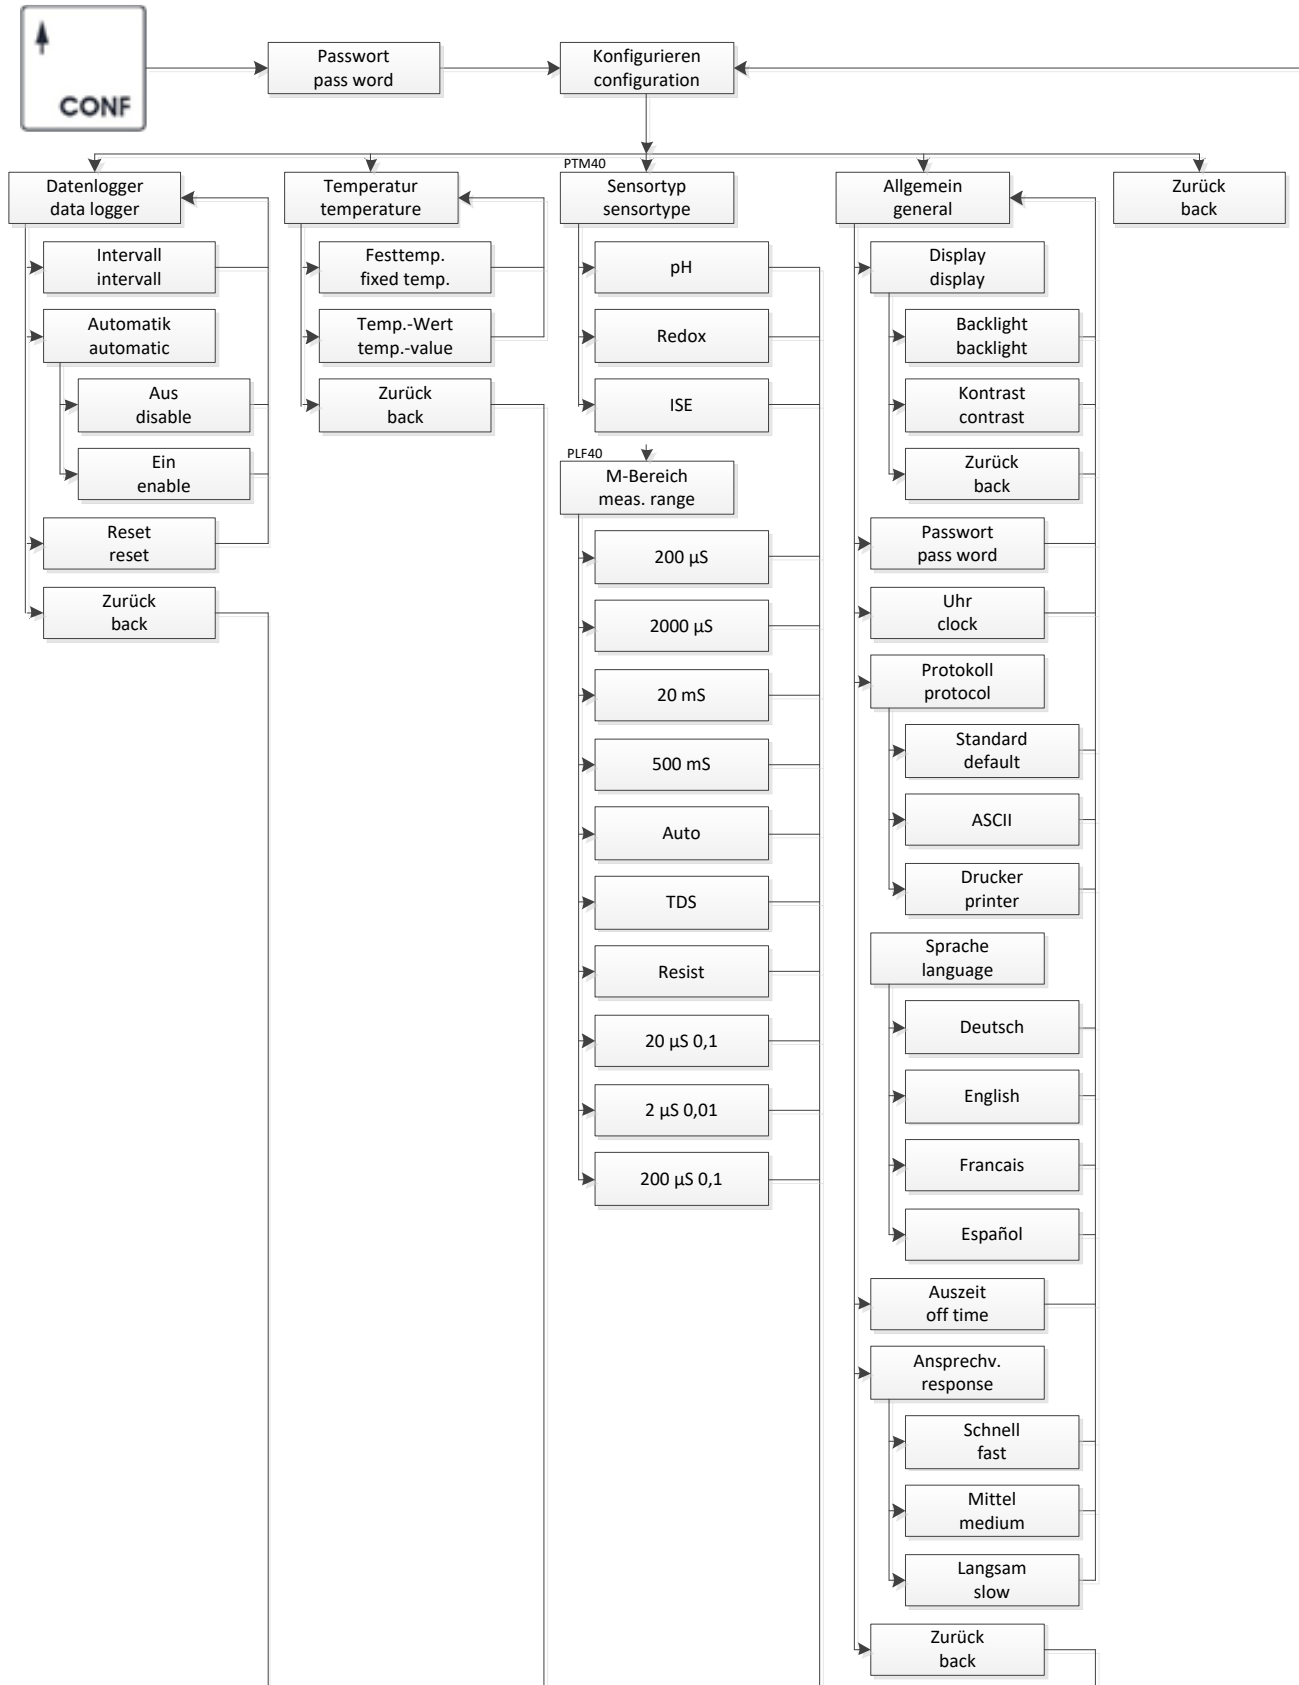 CONF
Passwort
pass word
Konfigurieren
configuration
Datenlogger
data logger
Intervall
intervall
Automatik
automatic
Aus
disable
Ein
enable
Reset
reset
Zurück
back
Temperatur
temperature
Festtemp.
fixed temp.
Temp.-Wert
temp.-value
Zurück
back
PTM40
Sensortyp
sensortype
pH
Redox
ISE
PLF40
M-Bereich
meas. range
200 µS
2000 µS
20 mS
500 mS
Auto
TDS
Resist
20 µS 0,1
2 µS 0,01
200 µS 0,1
Allgemein
general
Display
display
Backlight
backlight
Kontrast
contrast
Zurück
back
Passwort
pass word
Uhr
clock
Protokoll
protocol
Standard
default
ASCII
Drucker
printer
Sprache
language
Deutsch
English
Francais
Español
Auszeit
off time
Ansprechv.
response
Schnell
fast
Mittel
medium
Langsam
slow
Zurück
back
Zurück
back